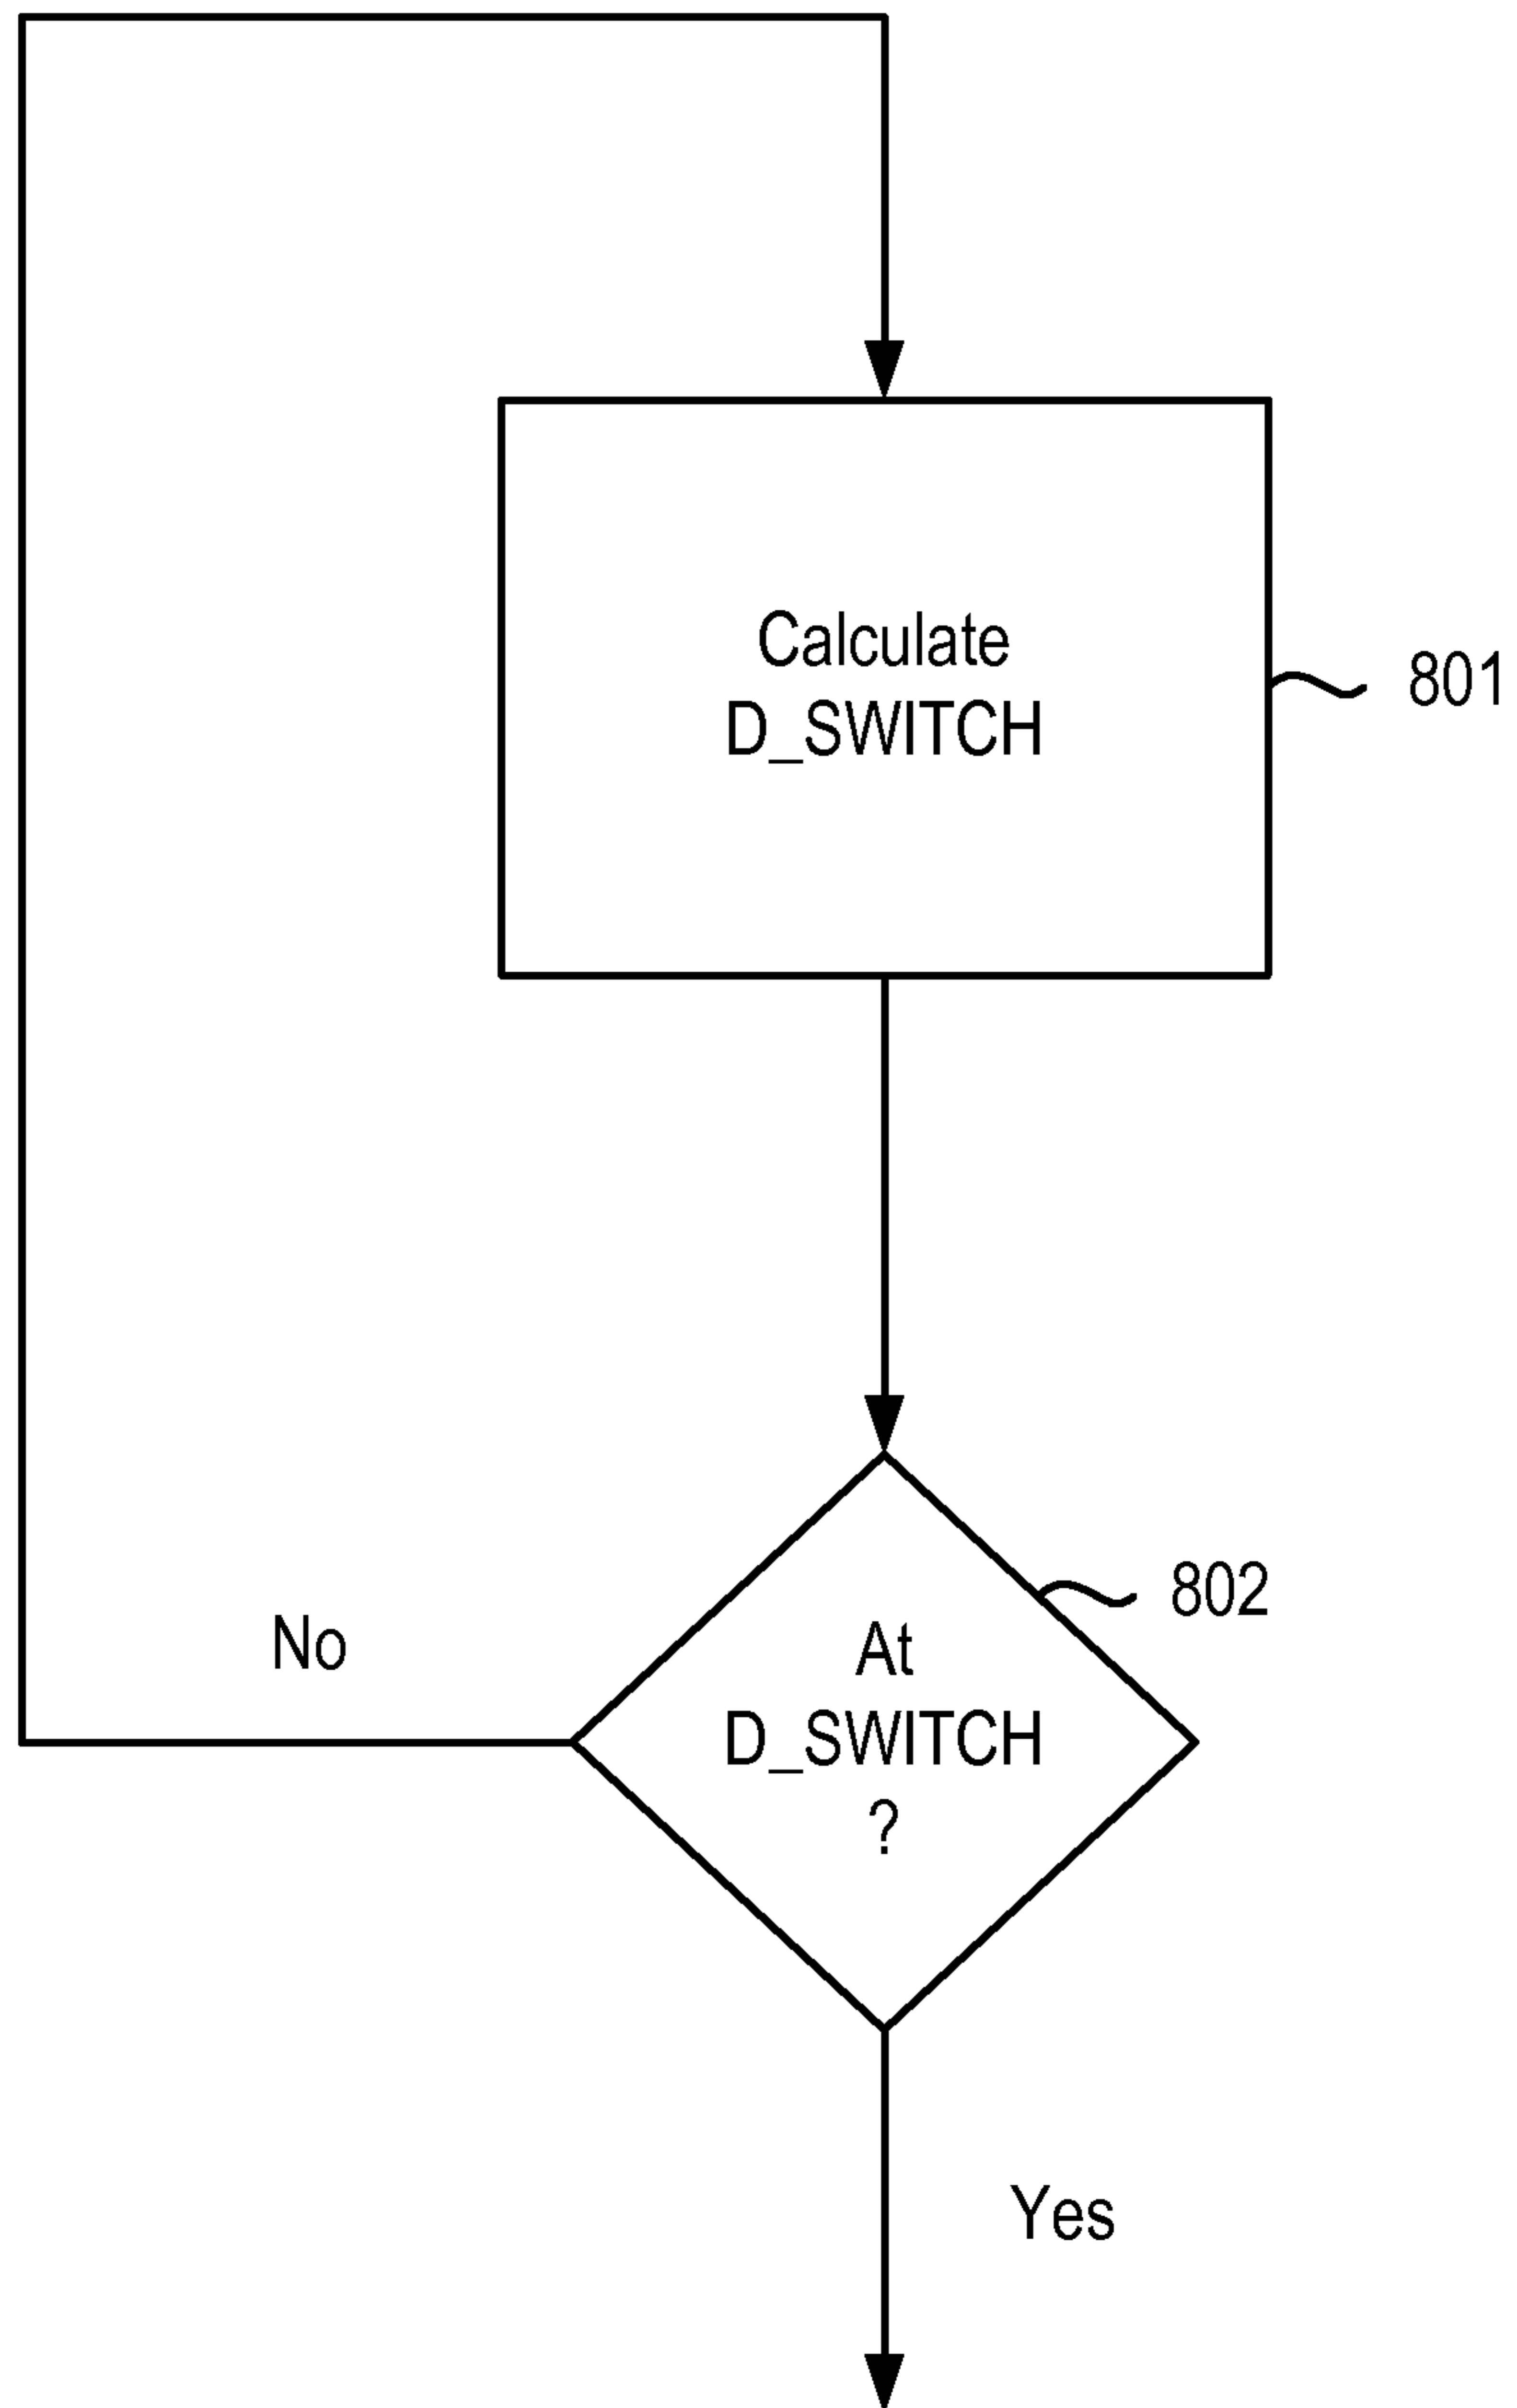 Calculate
D_SWITCH
801
802
At
D_SWITCH
?
No
Yes